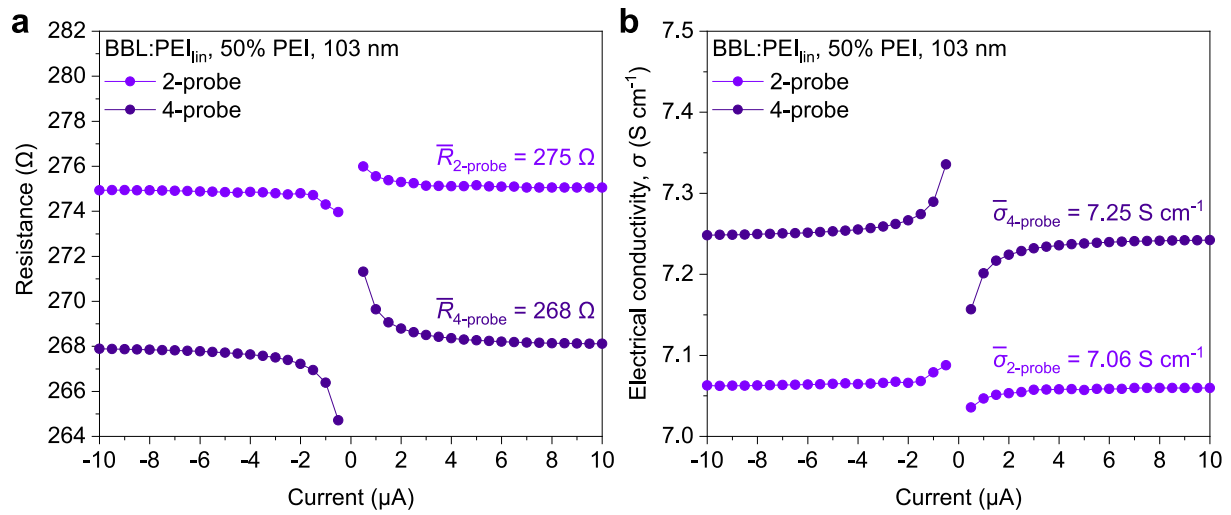 a
BBL:PEIlin, 50% PEI, 103 nm
2-probe
4-probe
R̅2-probe = 275 Ω
R̅4-probe = 268 Ω
282
280
278
276
274
272
270
268
266
264
Resistance (Ω)
-10 -8 -6 -4 -2 0 2 4 6 8 10
Current (µA)
b
BBL:PEIlin, 50% PEI, 103 nm
2-probe
4-probe
σ̅4-probe = 7.25 S cm⁻¹
σ̅2-probe = 7.06 S cm⁻¹
7.5
7.4
7.3
7.2
7.1
7.0
Electrical conductivity, σ (S cm⁻¹)
-10 -8 -6 -4 -2 0 2 4 6 8 10
Current (µA)